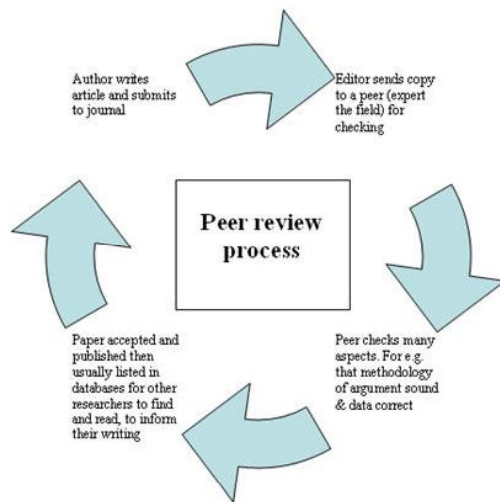 Author writes
article and submits
to journal
Editor sends copy
to a peer (expert
the field) for
checking
Peer review
process
Peer checks many
aspects. For e.g.
that methodology
of argument sound
& data correct
Paper accepted and
published then
usually listed in
databases for other
researchers to find
and read, to inform
their writing